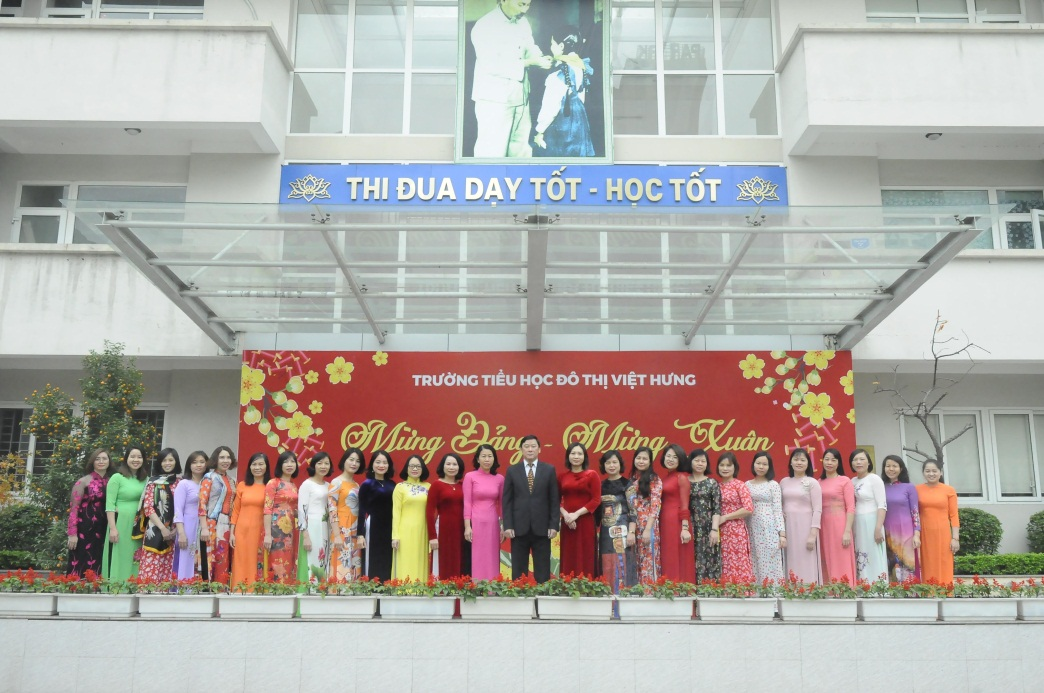 THI ĐUA DẠY TỐT - HỌC TỐT
TRƯỜNG TIỂU HỌC ĐÔ THỊ VIỆT HƯNG
Mừng Đảng - Mừng Xuân